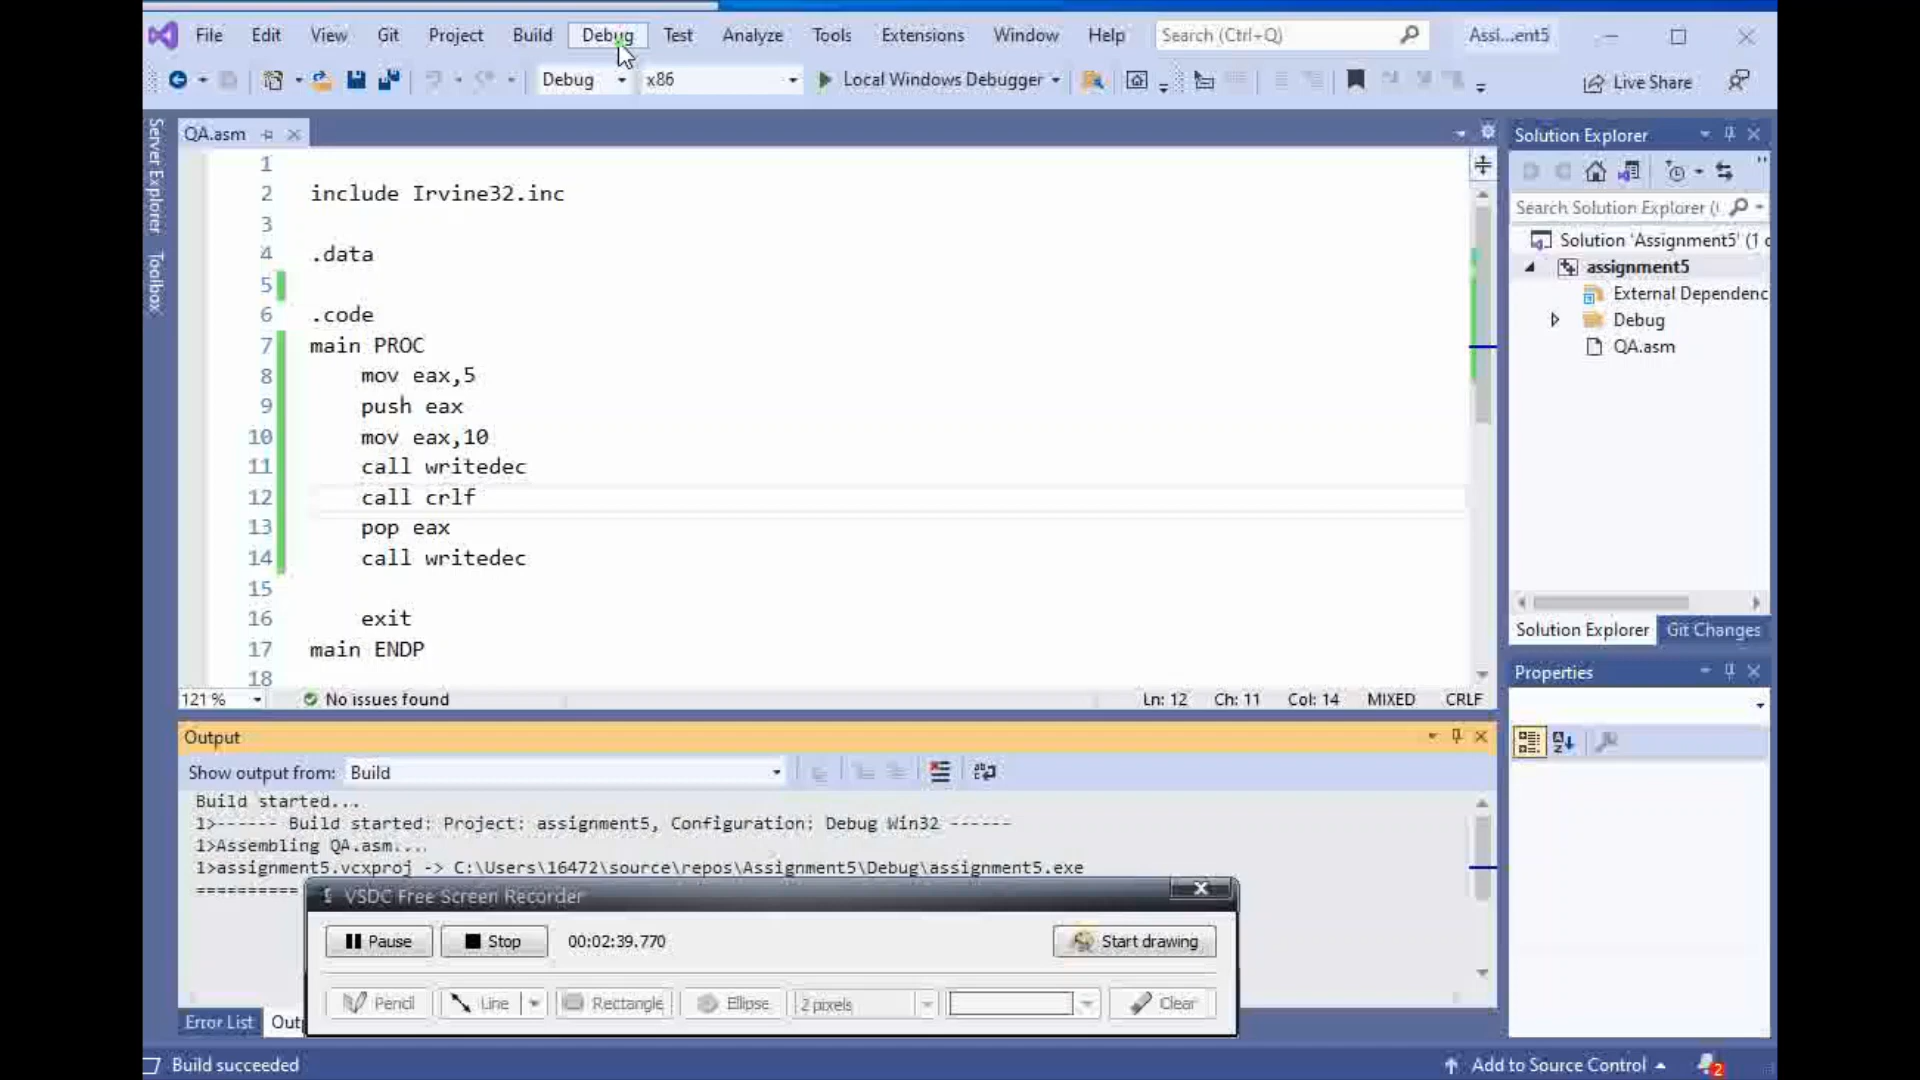 File Edit View Git Project Build Debug Test Analyze Tools Extensions Window Help Search (Ctrl+Q) Assi...ent5
Debug x86 Local Windows Debugger Live Share
Server Explorer
Toolbox
QA.asm
1
2 include Irvine32.inc
3
4 .data
5
6 .code
7 main PROC
8 mov eax,5
9 push eax
10 mov eax,10
11 call writedec
12 call crlf
13 pop eax
14 call writedec
15
16 exit
17 main ENDP
18
121 % No issues found Ln: 12 Ch: 11 Col: 14 MIXED CRLF
Output
Show output from: Build
Build started...
1>------ Build started: Project: assignment5, Configuration: Debug Win32 ------
1>Assembling QA.asm...
1>assignment5.vcxproj -> C:\Users\16472\source\repos\Assignment5\Debug\assignment5.exe
==========
VSDC Free Screen Recorder
Pause Stop 00:02:39.770 Start drawing
Pencil Line Rectangle Ellipse 2 pixels Clear
Error List Outp
Solution Explorer
Search Solution Explorer (
Solution 'Assignment5' (1 o
assignment5
External Dependenc
Debug
QA.asm
Solution Explorer Git Changes
Properties
Build succeeded Add to Source Control 2